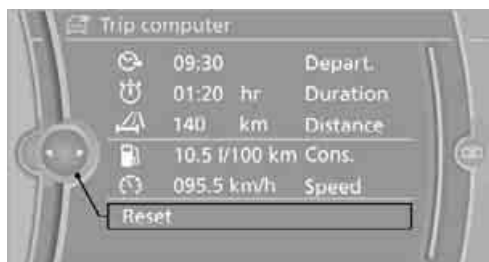 Trip computer
09:30 Depart.
01:20 hr Duration
140 km Distance
10.5 l/100 km Cons.
095.5 km/h Speed
Reset